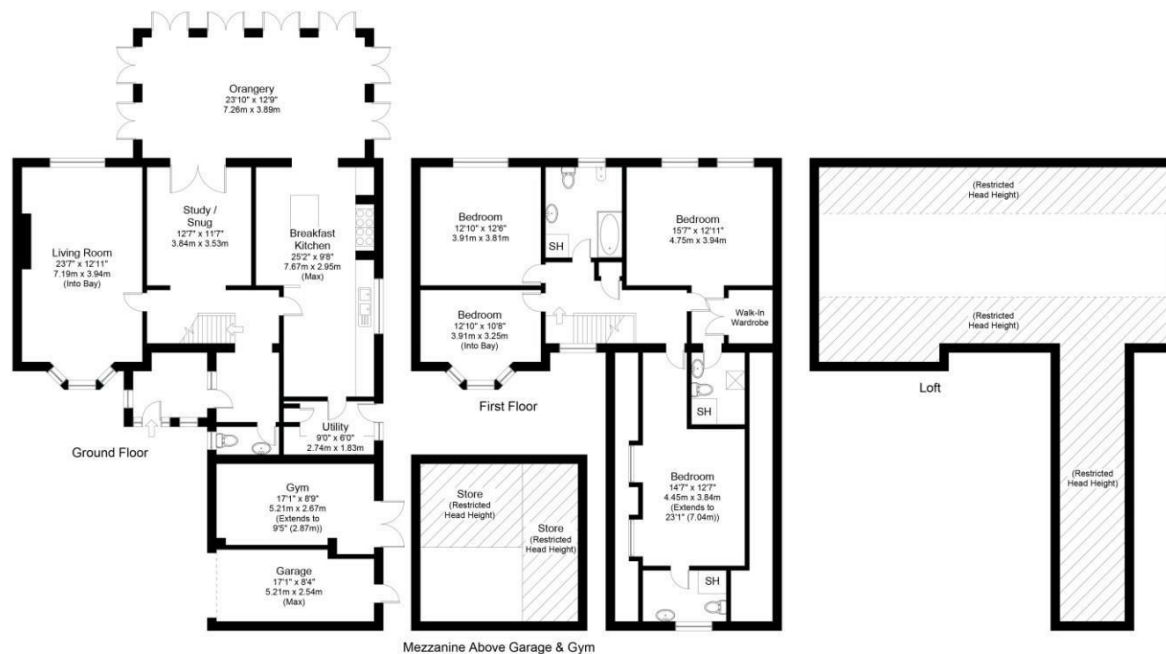 Orangery
23'10" x 12'9"
7.26m x 3.89m
Living Room
23'7" x 12'11"
7.19m x 3.94m
(Into Bay)
Study /
Snug
12'7" x 11'7"
3.84m x 3.53m
Breakfast
Kitchen
25'2" x 9'8"
7.67m x 2.95m
(Max)
Utility
9'0" x 6'0"
2.74m x 1.83m
Ground Floor
Gym
17'1" x 8'9"
5.21m x 2.67m
(Extends to
9'5" (2.87m))
Garage
17'1" x 8'4"
5.21m x 2.54m
(Max)
Bedroom
12'10" x 12'6"
3.91m x 3.81m
SH
Bedroom
15'7" x 12'11"
4.75m x 3.94m
Bedroom
12'10" x 10'8"
3.91m x 3.25m
(Into Bay)
Walk-In
Wardrobe
First Floor
SH
Bedroom
14'7" x 12'7"
4.45m x 3.84m
(Extends to
23'1" (7.04m))
SH
Store
(Restricted
Head Height)
Store
(Restricted
Head Height)
Mezzanine Above Garage & Gym
(Restricted
Head Height)
(Restricted
Head Height)
Loft
(Restricted
Head Height)